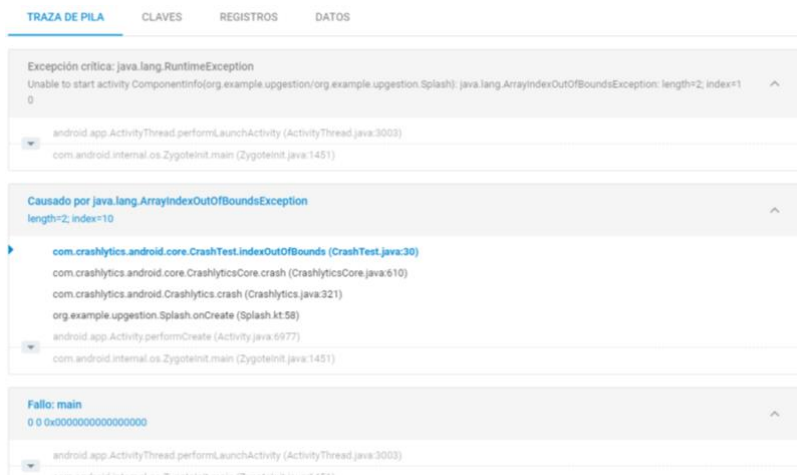 TRAZA DE PILA CLAVES REGISTROS DATOS
Excepción crítica: java.lang.RuntimeException
Unable to start activity ComponentInfo{org.example.upgestion/org.example.upgestion.Splash}: java.lang.ArrayIndexOutOfBoundsException: length=2; index=1
0
android.app.ActivityThread.performLaunchActivity (ActivityThread.java:3003)
com.android.internal.os.ZygoteInit.main (ZygoteInit.java:1451)
Causado por java.lang.ArrayIndexOutOfBoundsException
length=2; index=10
com.crashlytics.android.core.CrashTest.indexOutOfBounds (CrashTest.java:30)
com.crashlytics.android.core.CrashlyticsCore.crash (CrashlyticsCore.java:610)
com.crashlytics.android.Crashlytics.crash (Crashlytics.java:321)
org.example.upgestion.Splash.onCreate (Splash.kt:58)
android.app.Activity.performCreate (Activity.java:6977)
com.android.internal.os.ZygoteInit.main (ZygoteInit.java:1451)
Fallo: main
0 0 0x0000000000000000
android.app.ActivityThread.performLaunchActivity (ActivityThread.java:3003)